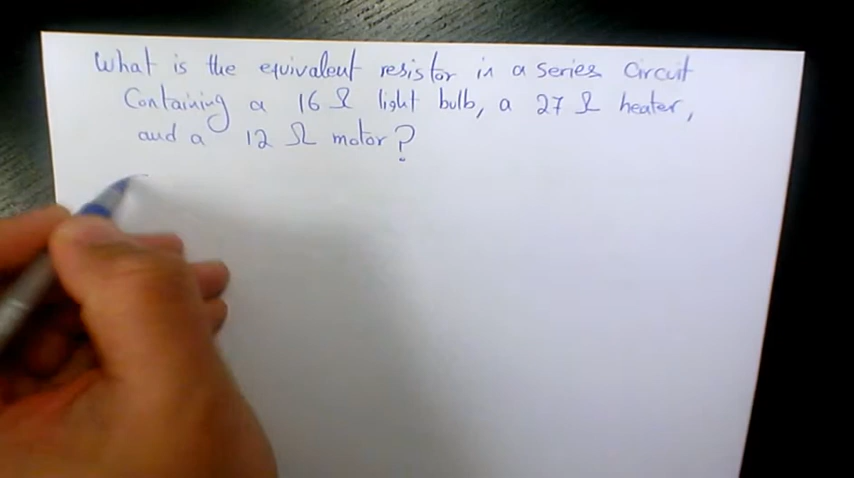 What is the equivalent resistor in a series Circuit
Containing a 16 Ω light bulb, a 27 Ω heater,
and a 12 Ω motor?